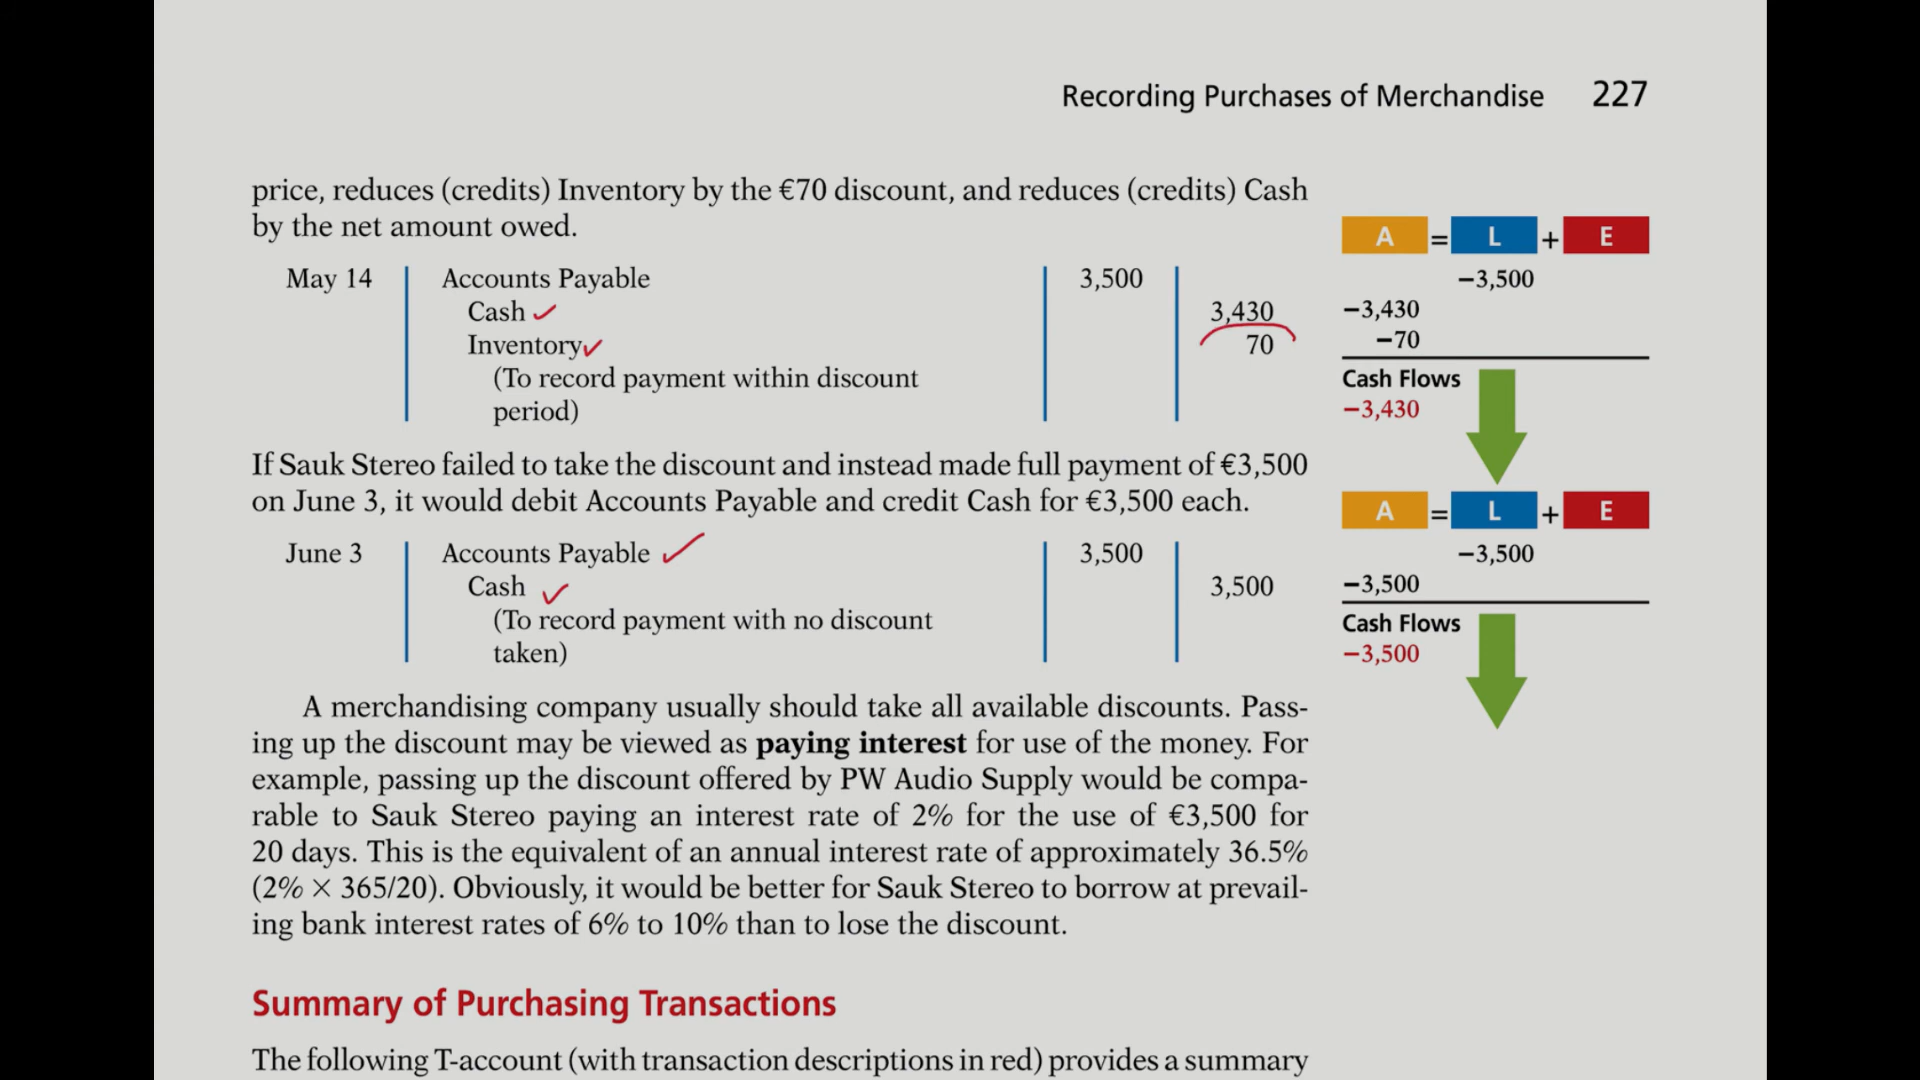 Recording Purchases of Merchandise 227
price, reduces (credits) Inventory by the €70 discount, and reduces (credits) Cash
by the net amount owed.
A = L + E
May 14 Accounts Payable 3,500 −3,500
Cash 3,430 −3,430
Inventory 70 −70
(To record payment within discount Cash Flows
period) −3,430
If Sauk Stereo failed to take the discount and instead made full payment of €3,500
on June 3, it would debit Accounts Payable and credit Cash for €3,500 each.
A = L + E
June 3 Accounts Payable 3,500 −3,500
Cash 3,500 −3,500
(To record payment with no discount Cash Flows
taken) −3,500
A merchandising company usually should take all available discounts. Pass-
ing up the discount may be viewed as paying interest for use of the money. For
example, passing up the discount offered by PW Audio Supply would be compa-
rable to Sauk Stereo paying an interest rate of 2% for the use of €3,500 for
20 days. This is the equivalent of an annual interest rate of approximately 36.5%
(2% × 365/20). Obviously, it would be better for Sauk Stereo to borrow at prevail-
ing bank interest rates of 6% to 10% than to lose the discount.
Summary of Purchasing Transactions
The following T-account (with transaction descriptions in red) provides a summary